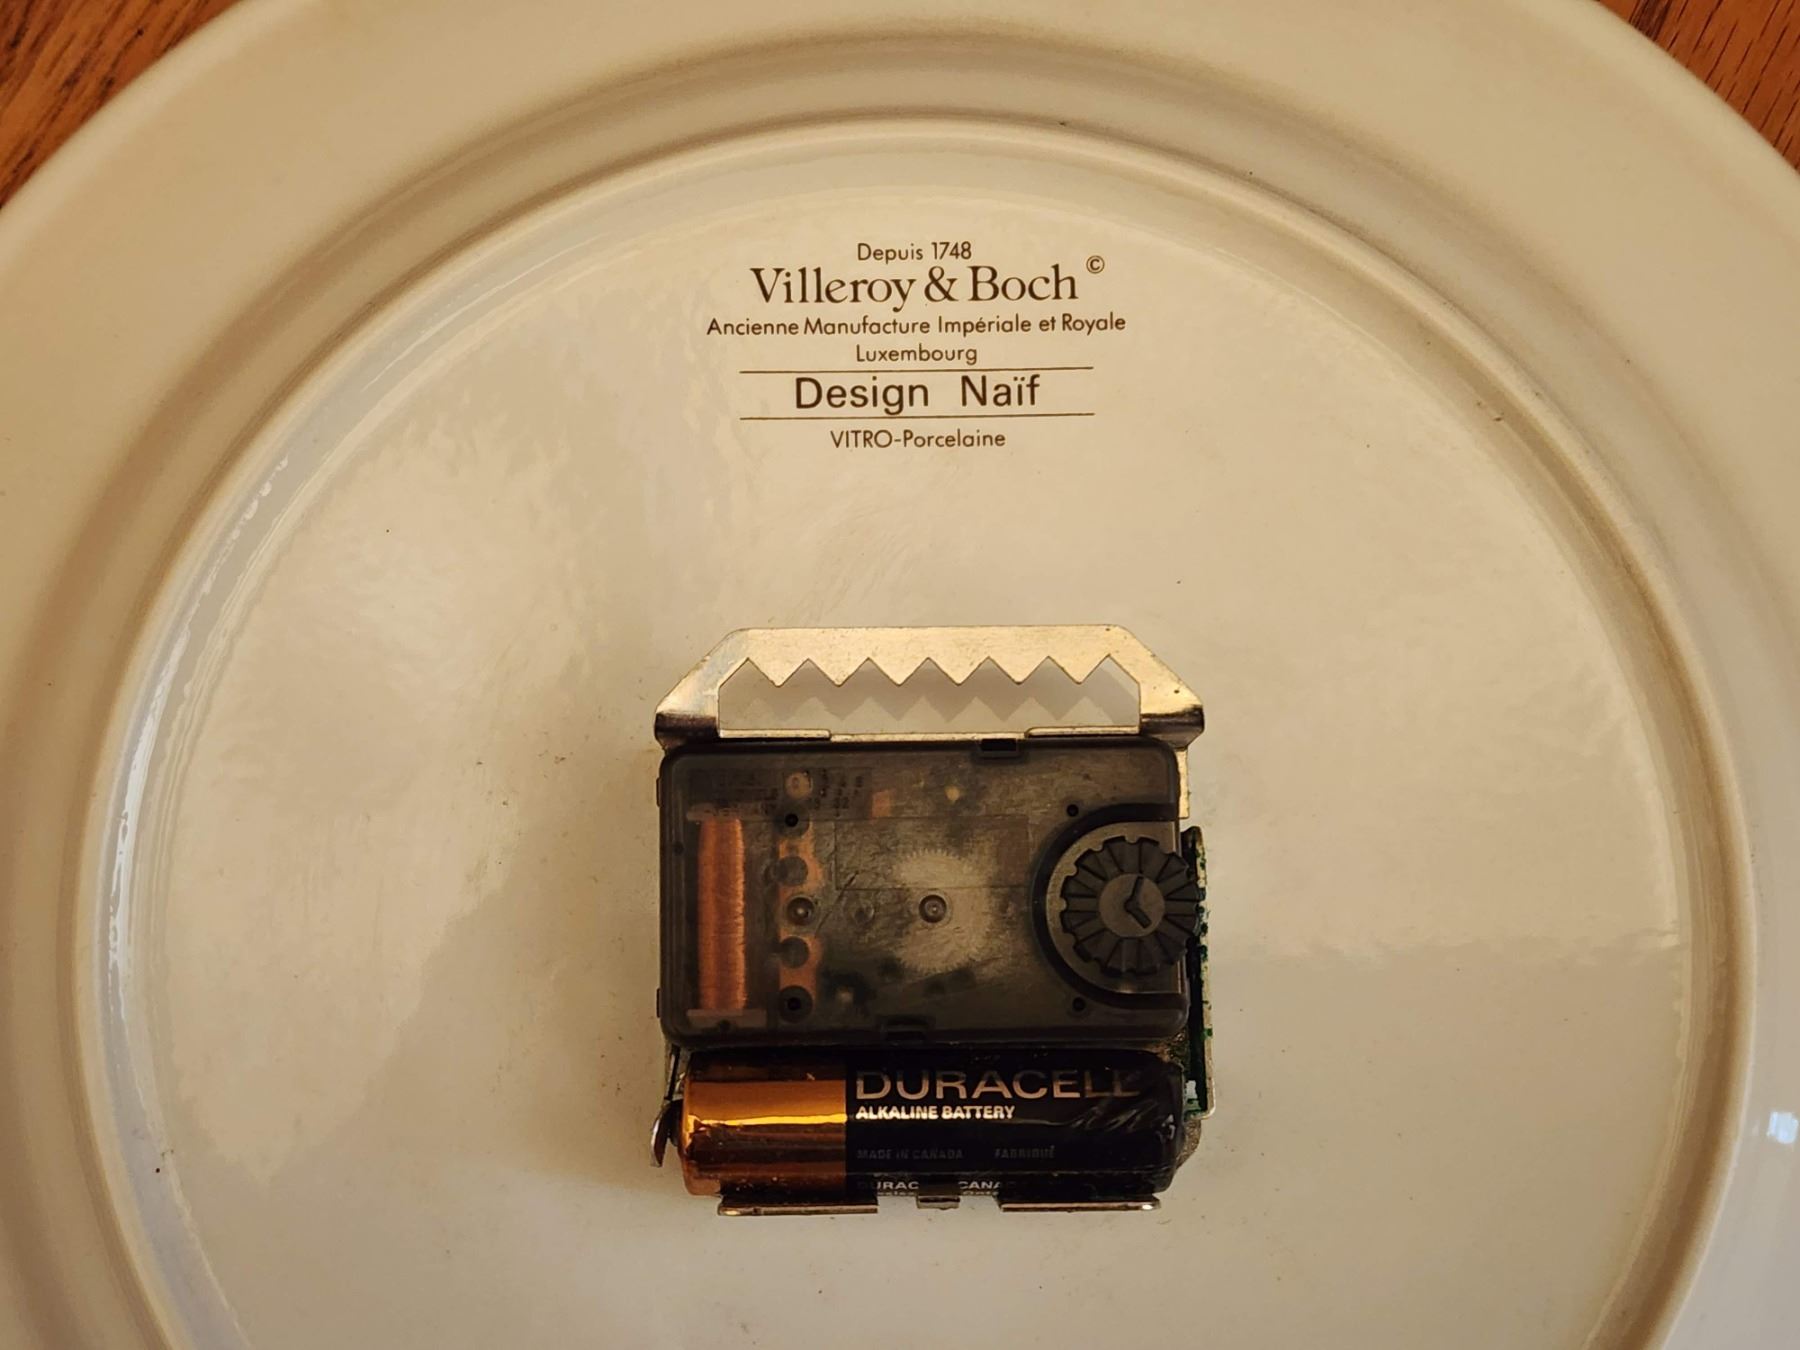 Depuis 1748
Villeroy & Boch ©
Ancienne Manufacture Impériale et Royale
Luxembourg
Design Naïf
VITRO-Porcelaine
DURACELL
ALKALINE BATTERY
MADE IN CANADA FABRIQUÉ